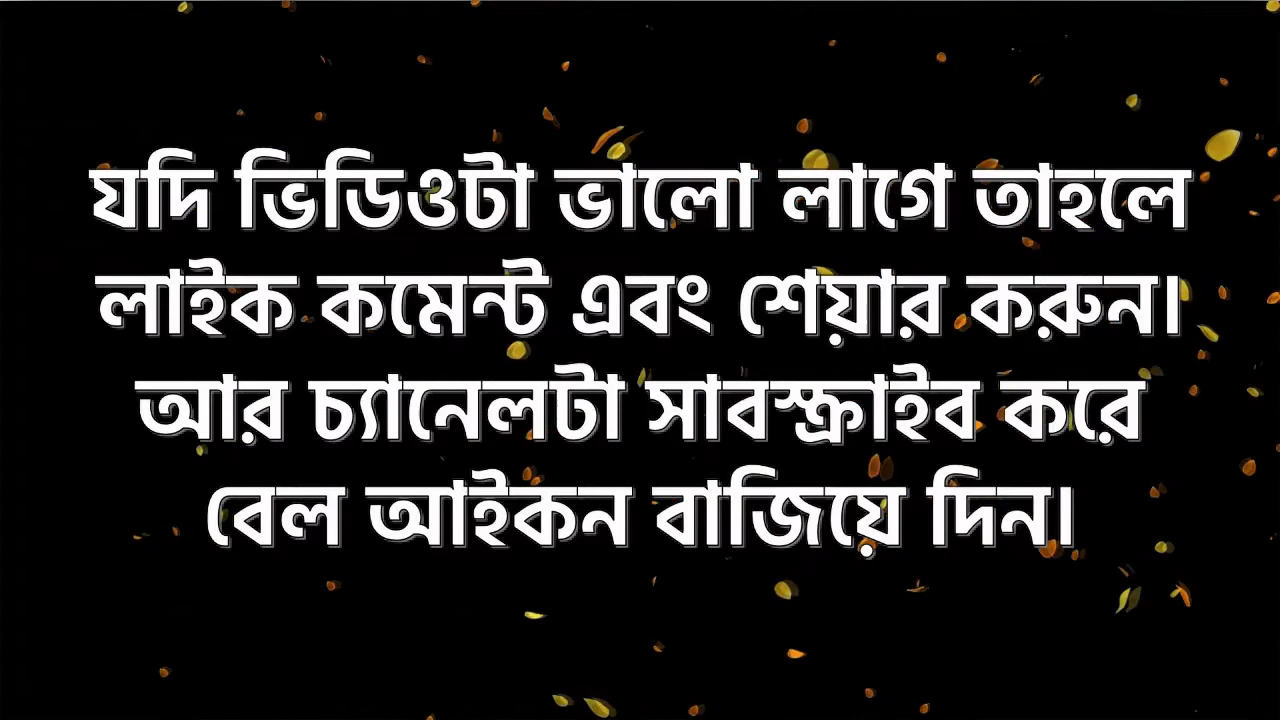 যদি ভিডিওটা ভালো লাগে তাহলে
লাইক কমেন্ট এবং শেয়ার করুন।
আর চ্যানেলটা সাবস্ক্রাইব করে
বেল আইকন বাজিয়ে দিন।